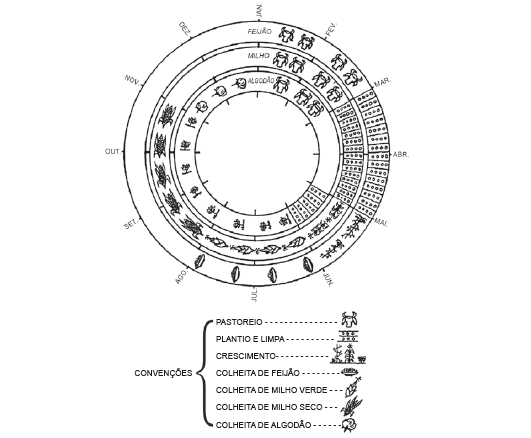 JAN.
FEV.
MAR.
ABR.
MAI.
JUN.
JUL.
AGO.
SET.
OUT.
NOV.
DEZ.
FEIJÃO
MILHO
ALGODÃO
CONVENÇÕES
PASTOREIO
PLANTIO E LIMPA
CRESCIMENTO
COLHEITA DE FEIJÃO
COLHEITA DE MILHO VERDE
COLHEITA DE MILHO SECO
COLHEITA DE ALGODÃO